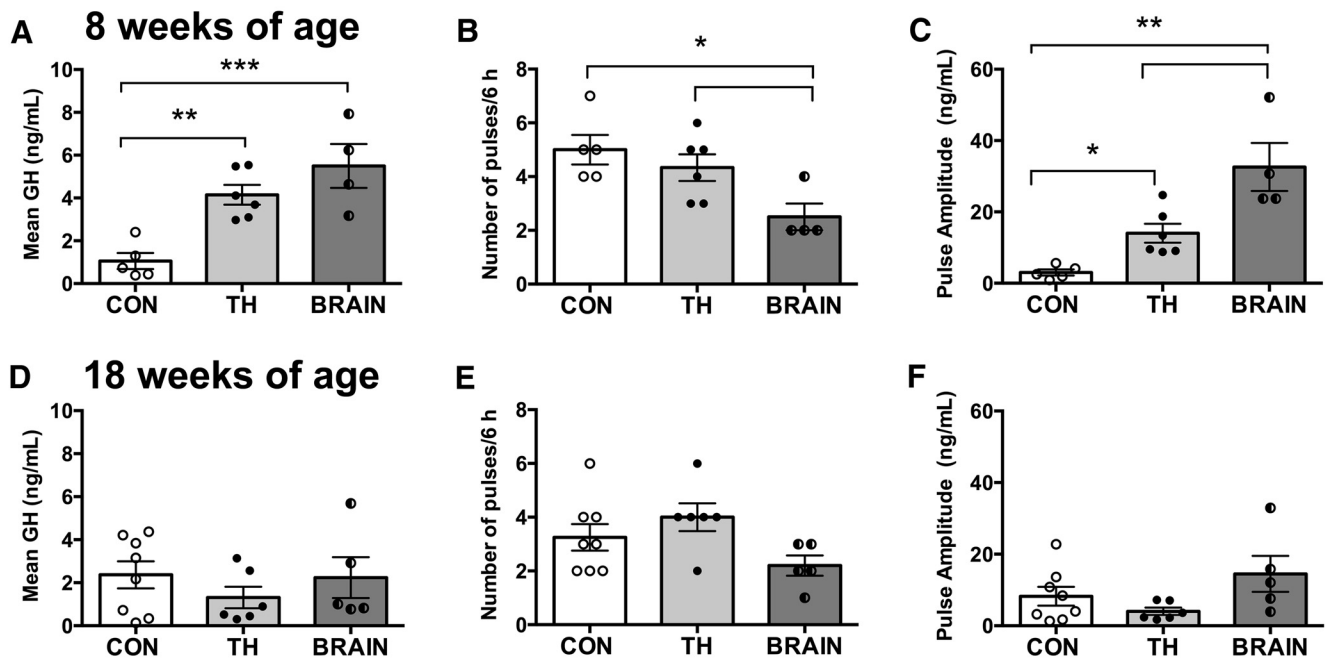 A 8 weeks of age
Mean GH (ng/mL)
10
8
6
4
2
0
***
**
CON TH BRAIN
B
Number of pulses/6 h
8
6
4
2
0
*
CON TH BRAIN
C
Pulse Amplitude (ng/mL)
60
40
20
0
**
*
CON TH BRAIN
D 18 weeks of age
Mean GH (ng/mL)
10
8
6
4
2
0
CON TH BRAIN
E
Number of pulses/6 h
8
6
4
2
0
CON TH BRAIN
F
Pulse Amplitude (ng/mL)
60
40
20
0
CON TH BRAIN